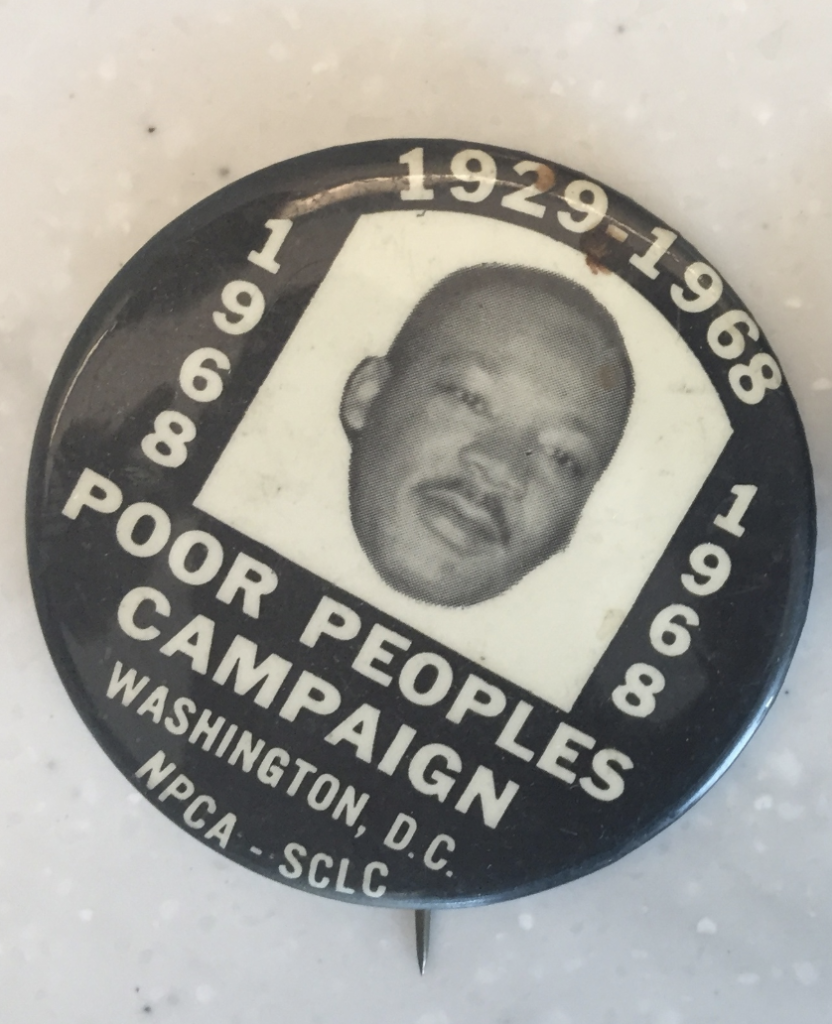 1929-1968
1968
1968
POOR PEOPLES
CAMPAIGN
WASHINGTON, D.C.
NPCA - SCLC